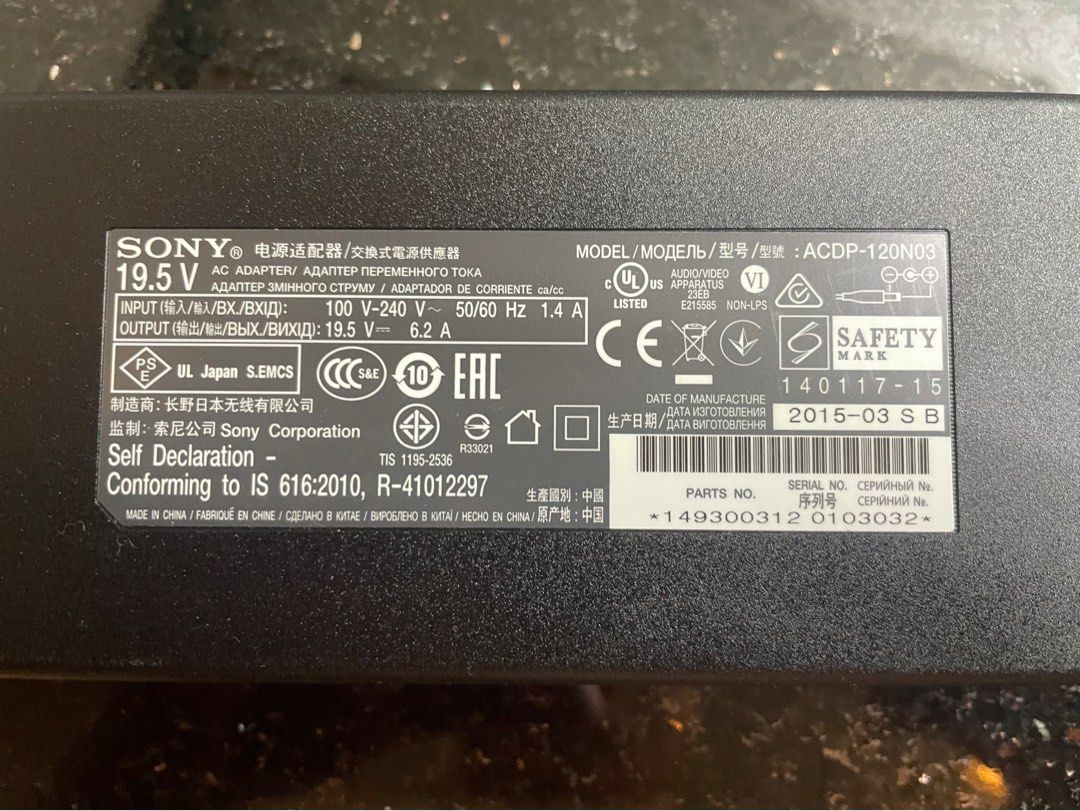 SONY® 电源适配器/交換式電源供應器
19.5 V AC ADAPTER/ АДАПТЕР ПЕРЕМЕННОГО ТОКА
АДАПТЕР ЗМІННОГО СТРУМУ / ADAPTADOR DE CORRIENTE ca/cc
INPUT (输入/輸入/ВХ./ВХІД): 100 V-240 V~ 50/60 Hz 1.4 A
OUTPUT (输出/輸出/ВЫХ./ВИХІД): 19.5 V⎓ 6.2 A
PSE UL Japan S.EMCS
CCC S&E 10 EAC
制造商: 长野日本无线有限公司
监制: 索尼公司 Sony Corporation
TIS 1195-2536
R33021
Self Declaration -
Conforming to IS 616:2010, R-41012297
生產國別 : 中國
MADE IN CHINA / FABRIQUÉ EN CHINE / СДЕЛАНО В КИТАЕ / ВИРОБЛЕНО В КИТАЇ / HECHO EN CHINA / 原产地 : 中国
MODEL/МОДЕЛЬ/型号/型號 : ACDP-120N03
C UL US
LISTED
AUDIO/VIDEO
APPARATUS
23EB
E215585
VI
NON-LPS
CE
S SAFETY
MARK
140117-15
DATE OF MANUFACTURE
生产日期/ДАТА ИЗГОТОВЛЕНИЯ
ДАТА ВИГОТОВЛЕННЯ
2015-03 S B
PARTS NO.
SERIAL NO. СЕРИЙНЫЙ №.
序列号 СЕРІЙНИЙ №.
*149300312 0103032*